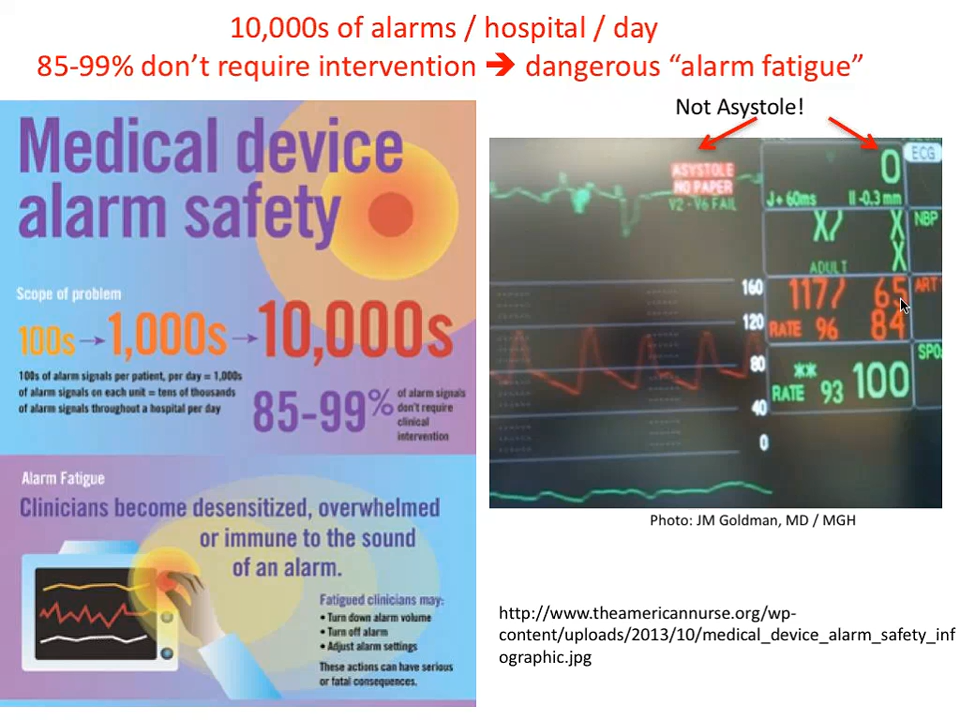 10,000s of alarms / hospital / day
85-99% don't require intervention ➔ dangerous “alarm fatigue”
Medical device
alarm safety
Scope of problem
100s → 1,000s → 10,000s
100s of alarm signals per patient, per day = 1,000s
of alarm signals on each unit = tens of thousands
of alarm signals throughout a hospital per day
85-99% of alarm signals
don't require
clinical
intervention
Alarm Fatigue
Clinicians become desensitized, overwhelmed
or immune to the sound
of an alarm.
Fatigued clinicians may:
• Turn down alarm volume
• Turn off alarm
• Adjust alarm settings
These actions can have serious
or fatal consequences.
Not Asystole!
ASYSTOLE
NO PAPER
V2 - V6 FAIL
0 ECG
J + 60ms II -0.3 mm
X/ X NBP
X
ADULT
160
117/ 65 ART
120
RATE 96 84
80
SPO
**
RATE 93 100
40
0
Photo: JM Goldman, MD / MGH
http://www.theamericannurse.org/wp-
content/uploads/2013/10/medical_device_alarm_safety_inf
ographic.jpg